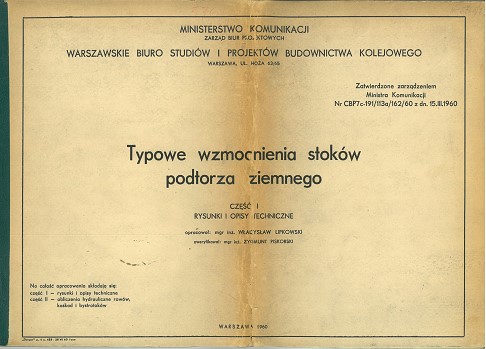 MINISTERSTWO KOMUNIKACJI
ZARZĄD BIUR PROJEKTOWYCH
WARSZAWSKIE BIURO STUDIÓW I PROJEKTÓW BUDOWNICTWA KOLEJOWEGO
WARSZAWA, UL. HOŻA 63/65
Zatwierdzone zarządzeniem
Ministra Komunikacji
Nr CBP7c-191/113a/162/60 z dn. 15.III.1960
Typowe wzmocnienia stoków
podtorza ziemnego
CZĘŚĆ I
RYSUNKI I OPISY TECHNICZNE
opracował: mgr inż. WŁADYSŁAW LIPKOWSKI
zweryfikował: mgr inż. ZYGMUNT PISKORSKI
Na całość opracowania składają się:
część I — rysunki i opisy techniczne
część II — obliczenia hydrauliczne rowów,
kaskad i bystrotoków
WARSZAWA 1960